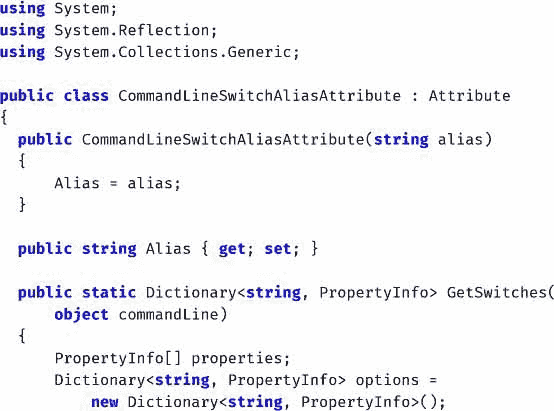 using System;
using System.Reflection;
using System.Collections.Generic;

public class CommandLineSwitchAliasAttribute : Attribute
{
  public CommandLineSwitchAliasAttribute(string alias)
  {
      Alias = alias;
  }

  public string Alias { get; set; }

  public static Dictionary<string, PropertyInfo> GetSwitches(
      object commandLine)
  {
      PropertyInfo[] properties;
      Dictionary<string, PropertyInfo> options =
          new Dictionary<string, PropertyInfo>();